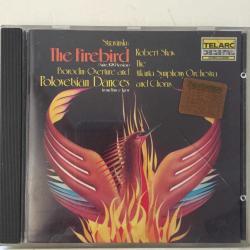 TELARC
Stravinsky
The Firebird
(Suite, 1919 Version)
Borodin: Overture and
Polovetsian Dances
from Prince Igor
Robert Shaw
The
Atlanta Symphony Orchestra
and Chorus